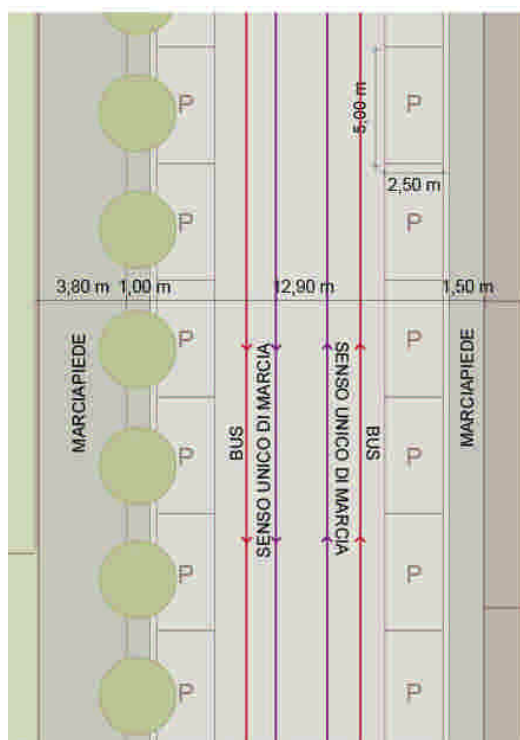 P
P
P
5,00 m
2,50 m
P
P
3,80 m 1,00 m 12,90 m 1,50 m
MARCIAPIEDE
P
BUS
SENSO UNICO DI MARCIA
SENSO UNICO DI MARCIA
BUS
P
MARCIAPIEDE
P
P
P
P
P
P